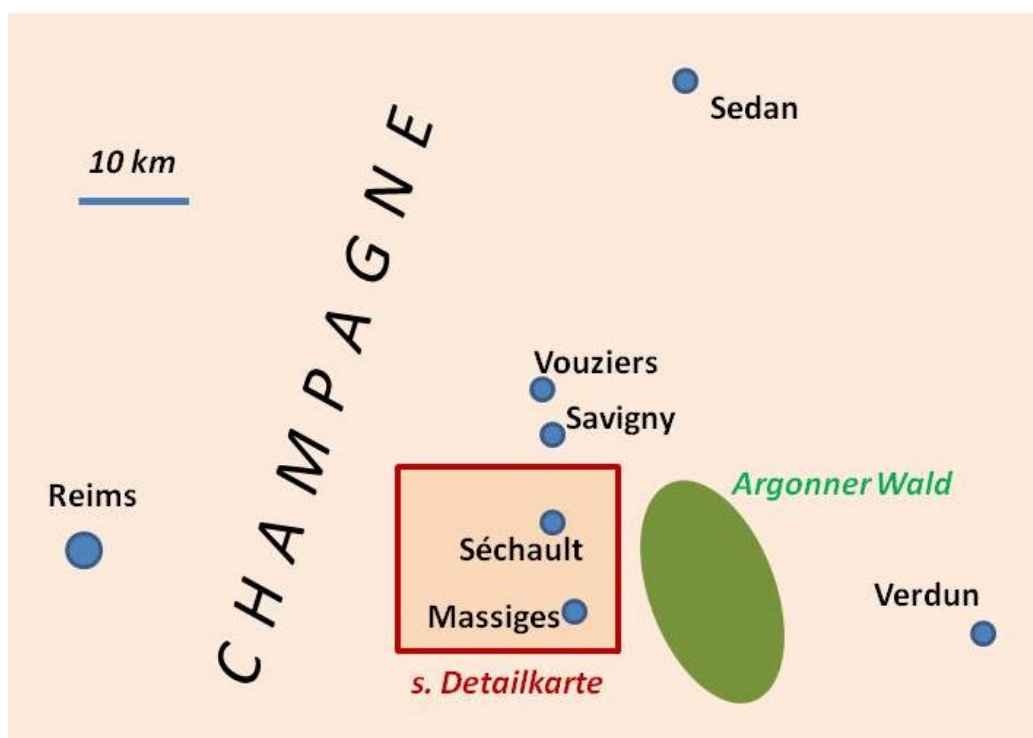 Sedan
10 km
CHAMPAGNE
Vouziers
Savigny
Argonner Wald
Reims
Séchault
Verdun
Massiges
s. Detailkarte